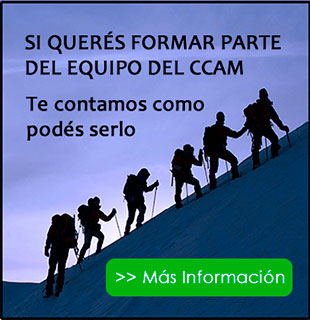 SI QUERÉS FORMAR PARTE
DEL EQUIPO DEL CCAM
Te contamos como
podés serlo
>> Más Información